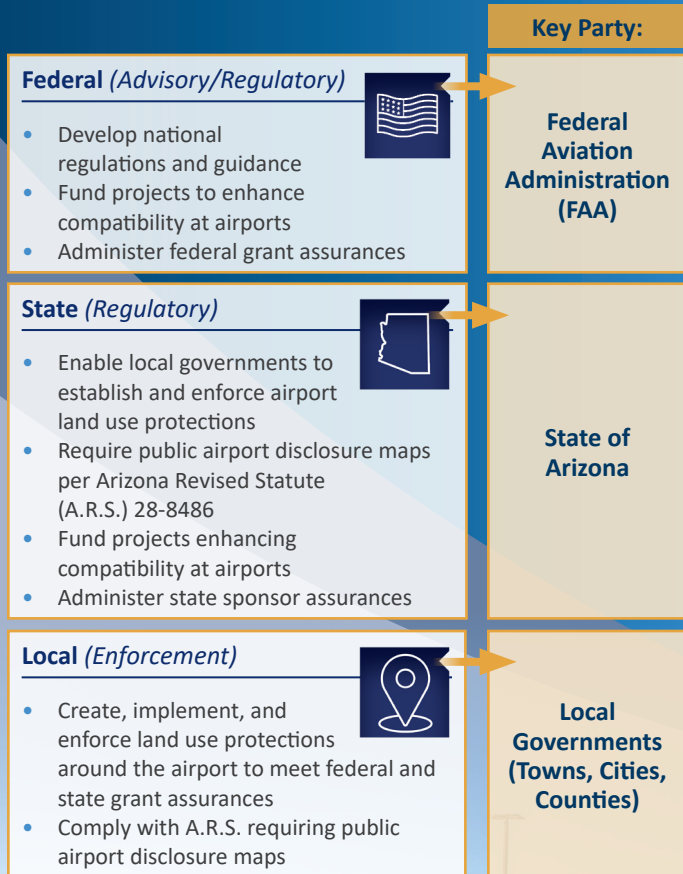 Key Party:
Federal (Advisory/Regulatory)
• Develop national
regulations and guidance
• Fund projects to enhance
compatibility at airports
• Administer federal grant assurances
Federal
Aviation
Administration
(FAA)
State (Regulatory)
• Enable local governments to
establish and enforce airport
land use protections
• Require public airport disclosure maps
per Arizona Revised Statute
(A.R.S.) 28-8486
• Fund projects enhancing
compatibility at airports
• Administer state sponsor assurances
State of
Arizona
Local (Enforcement)
• Create, implement, and
enforce land use protections
around the airport to meet federal and
state grant assurances
• Comply with A.R.S. requiring public
airport disclosure maps
Local
Governments
(Towns, Cities,
Counties)